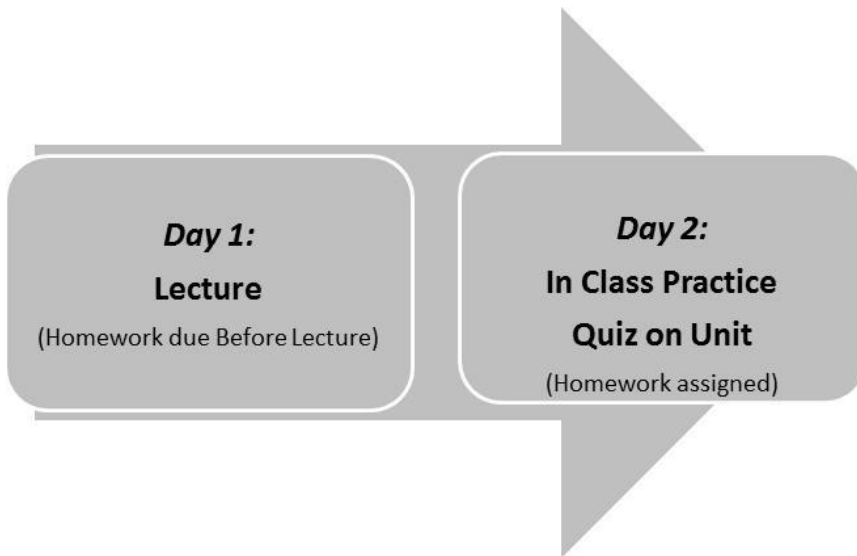 Day 1:
Lecture
(Homework due Before Lecture)
Day 2:
In Class Practice
Quiz on Unit
(Homework assigned)